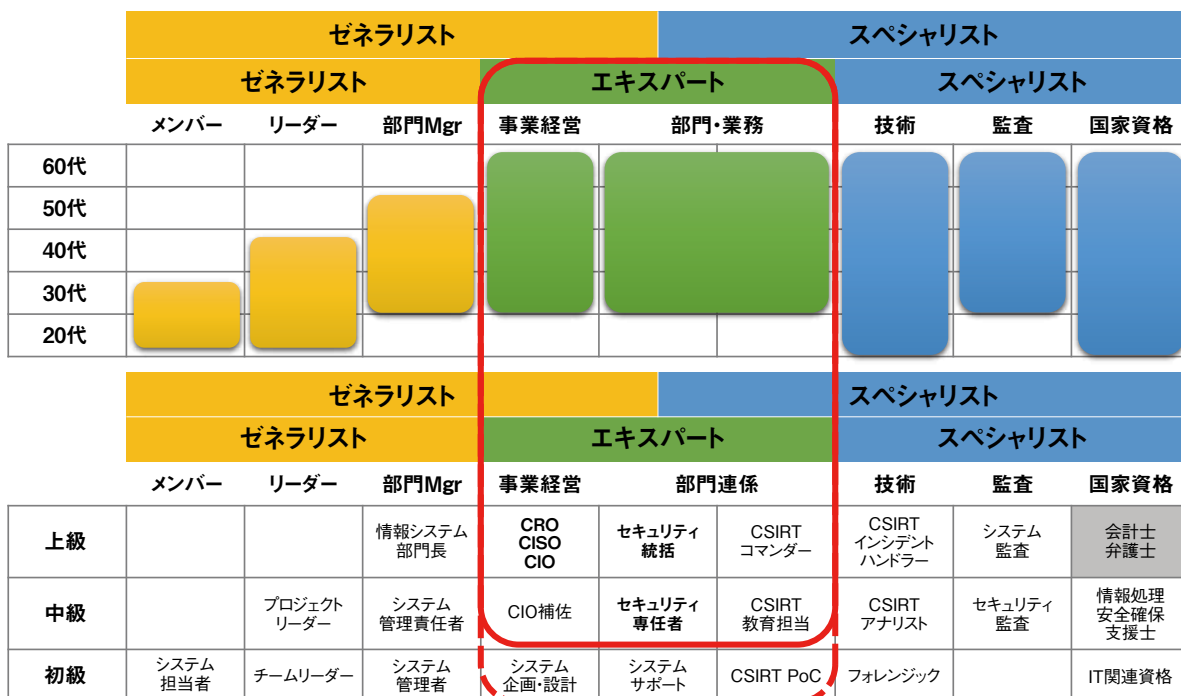 ゼネラリスト スペシャリスト
ゼネラリスト エキスパート スペシャリスト
メンバー リーダー 部門Mgr 事業経営 部門・業務 技術 監査 国家資格
60代
50代
40代
30代
20代
ゼネラリスト スペシャリスト
ゼネラリスト エキスパート スペシャリスト
メンバー リーダー 部門Mgr 事業経営 部門連係 技術 監査 国家資格
上級
情報システム
部門長
CRO
CISO
CIO
セキュリティ
統括
CSIRT
コマンダー
CSIRT
インシデント
ハンドラー
システム
監査
会計士
弁護士
中級
プロジェクト
リーダー
システム
管理責任者
CIO補佐
セキュリティ
専任者
CSIRT
教育担当
CSIRT
アナリスト
セキュリティ
監査
情報処理
安全確保
支援士
初級
システム
担当者
チームリーダー
システム
管理者
システム
企画・設計
システム
サポート
CSIRT PoC
フォレンジック
IT関連資格